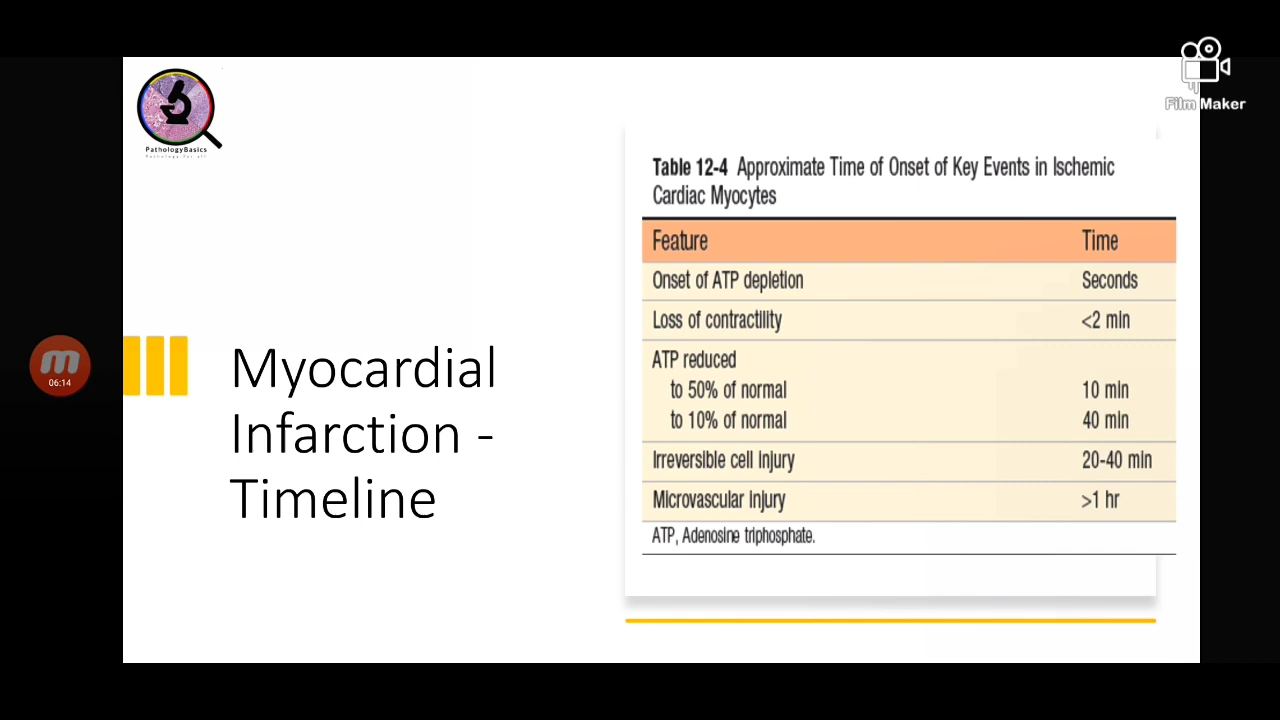 PathologyBasics
Pathology For all
Film Maker
06:14
Myocardial
Infarction -
Timeline
Table 12-4 Approximate Time of Onset of Key Events in Ischemic
Cardiac Myocytes
Feature Time
Onset of ATP depletion Seconds
Loss of contractility <2 min
ATP reduced
to 50% of normal 10 min
to 10% of normal 40 min
Irreversible cell injury 20-40 min
Microvascular injury >1 hr
ATP, Adenosine triphosphate.